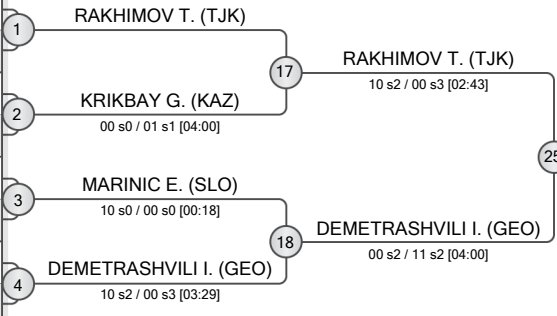 1
RAKHIMOV T. (TJK)
17
RAKHIMOV T. (TJK)
10 s2 / 00 s3 [02:43]
2
KRIKBAY G. (KAZ)
00 s0 / 01 s1 [04:00]
25
3
MARINIC E. (SLO)
10 s0 / 00 s0 [00:18]
18
DEMETRASHVILI I. (GEO)
00 s2 / 11 s2 [04:00]
4
DEMETRASHVILI I. (GEO)
10 s2 / 00 s3 [03:29]